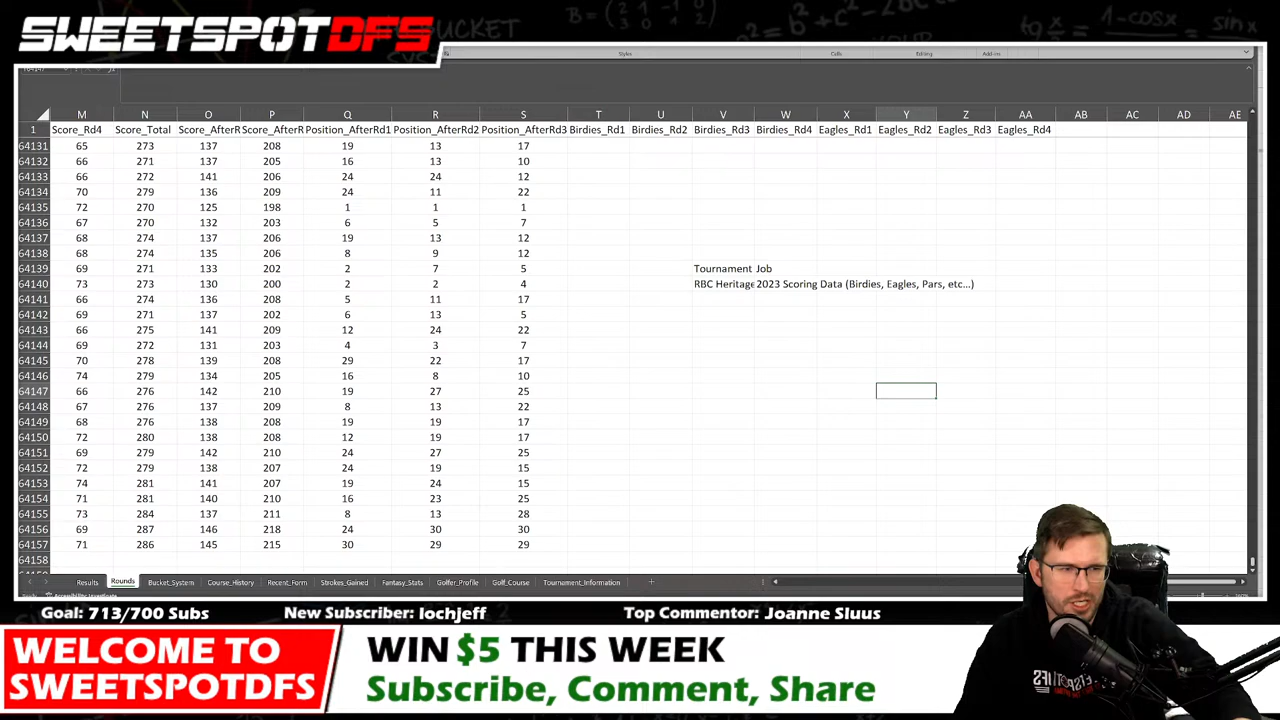 SWEETSPOTDFS
Styles Cells Editing Add-ins
M N O P Q R S T U V W X Y Z AA AB AC AD AE
1 Score_Rd4 Score_Total Score_AfterR Score_AfterR Position_AfterRd1 Position_AfterRd2 Position_AfterRd3 Birdies_Rd1 Birdies_Rd2 Birdies_Rd3 Birdies_Rd4 Eagles_Rd1 Eagles_Rd2 Eagles_Rd3 Eagles_Rd4
64131 65 273 137 208 19 13 17
64132 66 271 137 205 16 13 10
64133 66 272 141 206 24 24 12
64134 70 279 136 209 24 11 22
64135 72 270 125 198 1 1 1
64136 67 270 132 203 6 5 7
64137 68 274 137 206 19 13 12
64138 68 274 135 206 8 9 12
64139 69 271 133 202 2 7 5 Tournament Job
64140 73 273 130 200 2 2 4 RBC Heritage 2023 Scoring Data (Birdies, Eagles, Pars, etc...)
64141 66 274 136 208 5 11 17
64142 69 271 137 202 6 13 5
64143 66 275 141 209 12 24 22
64144 69 272 131 203 4 3 7
64145 70 278 139 208 29 22 17
64146 74 279 134 205 16 8 10
64147 66 276 142 210 19 27 25
64148 67 276 137 209 8 13 22
64149 68 276 138 208 19 19 17
64150 72 280 138 208 12 19 17
64151 69 279 142 210 24 27 25
64152 72 279 138 207 24 19 15
64153 74 281 141 207 19 24 15
64154 71 281 140 210 16 23 25
64155 73 284 137 211 8 13 28
64156 69 287 146 218 24 30 30
64157 71 286 145 215 30 29 29
64158
Results Rounds Bucket_System Course_History Recent_Form Strokes_Gained Fantasy_Stats Golfer_Profile Golf_Course Tournament_Information
Goal: 713/700 Subs New Subscriber: lochjeff Top Commentor: Joanne Sluus
WELCOME TO
SWEETSPOTDFS
WIN $5 THIS WEEK
Subscribe, Comment, Share